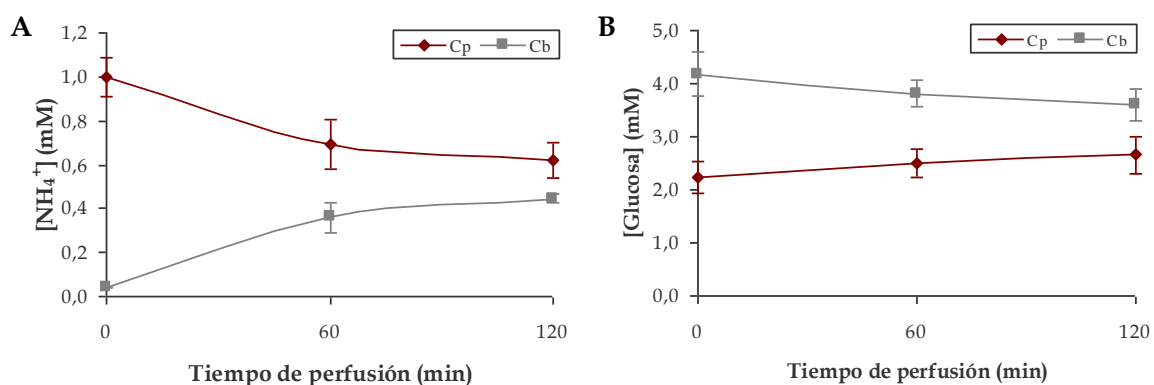 A
Cp Cb
[NH₄⁺] (mM)
1,2
1,0
0,8
0,6
0,4
0,2
0,0
0 60 120
Tiempo de perfusión (min)
B
Cp Cb
[Glucosa] (mM)
5,0
4,0
3,0
2,0
1,0
0,0
0 60 120
Tiempo de perfusión (min)